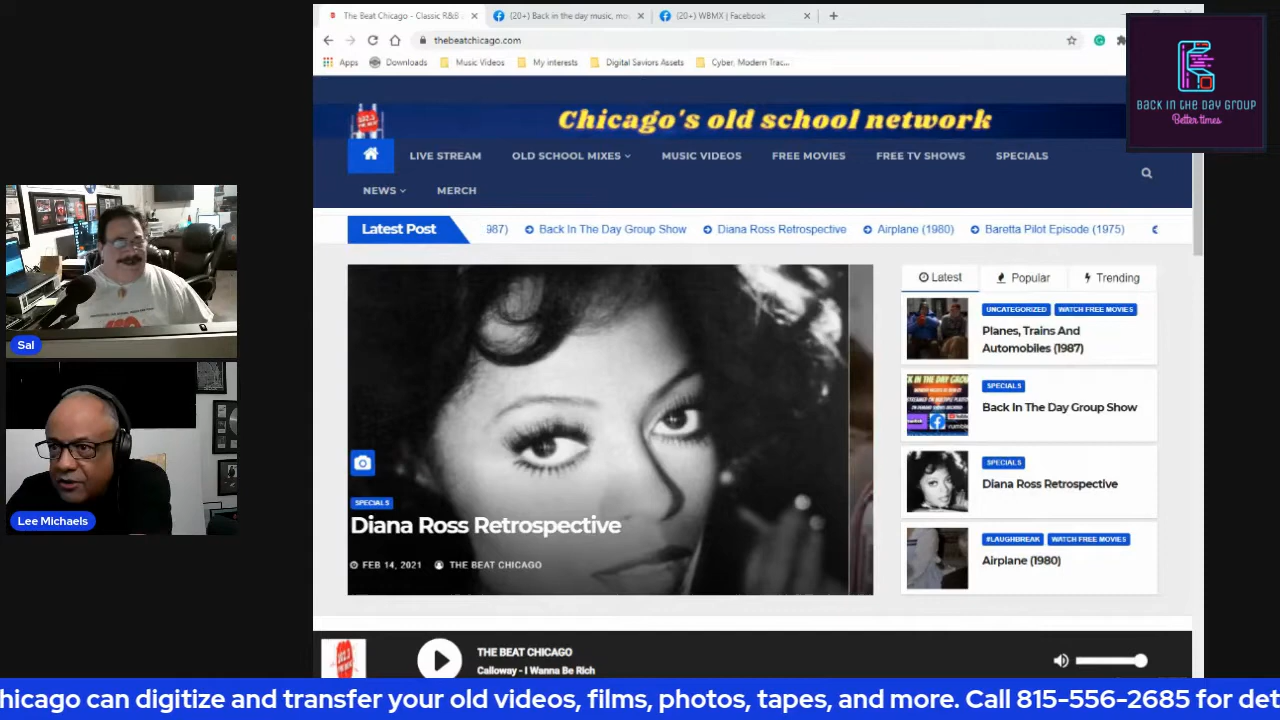 The Beat Chicago - Classic R&B
(20+) Back in the day music, mo
(20+) WBMX | Facebook
thebeatchicago.com
Apps
Downloads
Music Videos
My interests
Digital Saviors Assets
Cyber, Modern Trac...
BACK IN THE DAY GROUP
Better times
Chicago's old school network
LIVE STREAM
OLD SCHOOL MIXES
MUSIC VIDEOS
FREE MOVIES
FREE TV SHOWS
SPECIALS
NEWS
MERCH
Latest Post
987)
Back In The Day Group Show
Diana Ross Retrospective
Airplane (1980)
Baretta Pilot Episode (1975)
Latest
Popular
Trending
UNCATEGORIZED
WATCH FREE MOVIES
Planes, Trains And
Automobiles (1987)
SPECIALS
Back In The Day Group Show
SPECIALS
Diana Ross Retrospective
#LAUGHBREAK
WATCH FREE MOVIES
Airplane (1980)
SPECIALS
Diana Ross Retrospective
FEB 14, 2021
THE BEAT CHICAGO
Sal
Lee Michaels
THE BEAT CHICAGO
Calloway - I Wanna Be Rich
hicago can digitize and transfer your old videos, films, photos, tapes, and more. Call 815-556-2685 for det